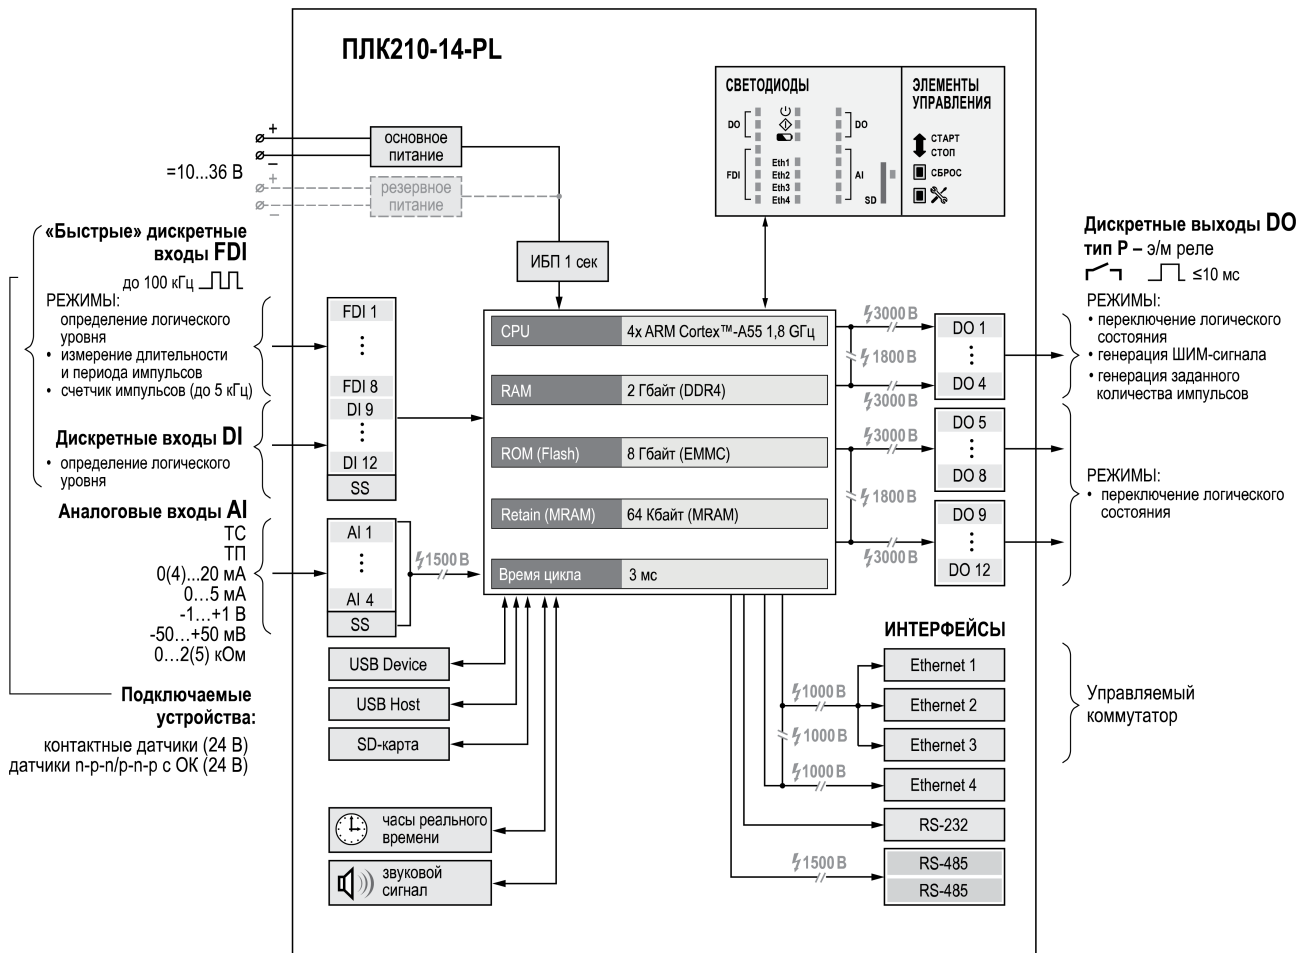 ПЛК210-14-PL
СВЕТОДИОДЫ
DO
DO
FDI
Eth1
Eth2
Eth3
Eth4
AI
SD
ЭЛЕМЕНТЫ
УПРАВЛЕНИЯ
СТАРТ
СТОП
СБРОС
+
−
=10...36 В
+
−
основное
питание
резервное
питание
ИБП 1 сек
«Быстрые» дискретные
входы FDI
до 100 кГц
РЕЖИМЫ:
определение логического
уровня
• измерение длительности
и периода импульсов
• счетчик импульсов (до 5 кГц)
Дискретные входы DI
• определение логического
уровня
Аналоговые входы AI
ТС
ТП
0(4)...20 мА
0...5 мА
-1...+1 В
-50...+50 мВ
0...2(5) кОм
Подключаемые
устройства:
контактные датчики (24 В)
датчики n-p-n/p-n-p с ОК (24 В)
FDI 1
FDI 8
DI 9
DI 12
SS
AI 1
AI 4
SS
1500 В
USB Device
USB Host
SD-карта
часы реального
времени
звуковой
сигнал
CPU 4x ARM Cortex™-A55 1,8 ГГц
RAM 2 Гбайт (DDR4)
ROM (Flash) 8 Гбайт (EMMC)
Retain (MRAM) 64 Кбайт (MRAM)
Время цикла 3 мс
3000 В
1800 В
3000 В
3000 В
1800 В
3000 В
DO 1
DO 4
DO 5
DO 8
DO 9
DO 12
Дискретные выходы DO
тип Р – э/м реле
≤10 мс
РЕЖИМЫ:
• переключение логического
состояния
• генерация ШИМ-сигнала
• генерация заданного
количества импульсов
РЕЖИМЫ:
• переключение логического
состояния
ИНТЕРФЕЙСЫ
1000 В
1000 В
1000 В
1500 В
Ethernet 1
Ethernet 2
Ethernet 3
Ethernet 4
RS-232
RS-485
RS-485
Управляемый
коммутатор